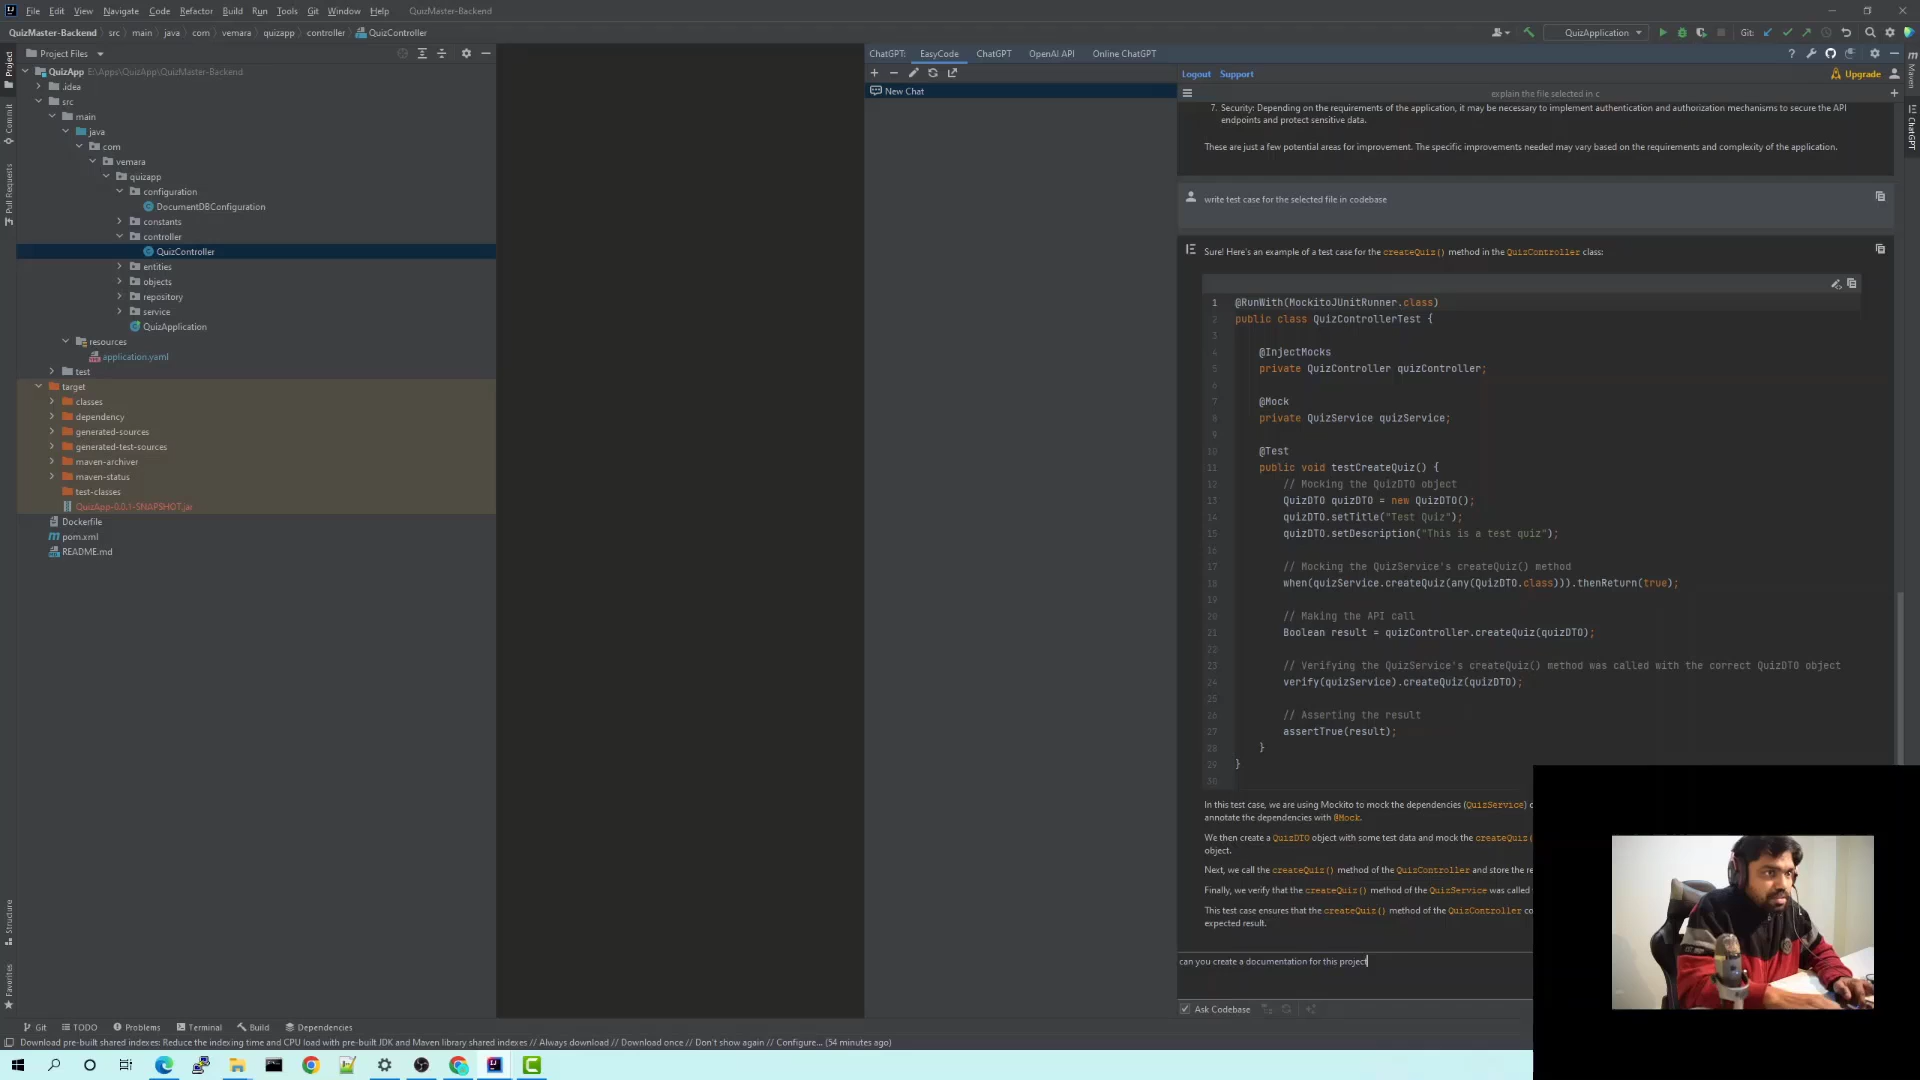 File Edit View Navigate Code Refactor Build Run Tools Git Window Help QuizMaster-Backend
QuizMaster-Backend src main java com vemara quizapp controller QuizController
QuizApplication
Git:
Project Files
ChatGPT: EasyCode ChatGPT OpenAI API Online ChatGPT
QuizApp E:\Apps\QuizApp\QuizMaster-Backend
.idea
src
main
java
com
vemara
quizapp
configuration
DocumentDBConfiguration
constants
controller
QuizController
entities
objects
repository
service
QuizApplication
resources
application.yaml
test
target
classes
dependency
generated-sources
generated-test-sources
maven-archiver
maven-status
test-classes
QuizApp-0.0.1-SNAPSHOT.jar
Dockerfile
pom.xml
README.md
Project
Commit
Pull Requests
Structure
Favorites
New Chat
Logout Support
Upgrade
explain the file selected in c
7. Security: Depending on the requirements of the application, it may be necessary to implement authentication and authorization mechanisms to secure the API
endpoints and protect sensitive data.
These are just a few potential areas for improvement. The specific improvements needed may vary based on the requirements and complexity of the application.
write test case for the selected file in codebase
Sure! Here's an example of a test case for the createQuiz() method in the QuizController class:
1 @RunWith(MockitoJUnitRunner.class)
2 public class QuizControllerTest {
3
4 @InjectMocks
5 private QuizController quizController;
6
7 @Mock
8 private QuizService quizService;
9
10 @Test
11 public void testCreateQuiz() {
12 // Mocking the QuizDTO object
13 QuizDTO quizDTO = new QuizDTO();
14 quizDTO.setTitle("Test Quiz");
15 quizDTO.setDescription("This is a test quiz");
16
17 // Mocking the QuizService's createQuiz() method
18 when(quizService.createQuiz(any(QuizDTO.class))).thenReturn(true);
19
20 // Making the API call
21 Boolean result = quizController.createQuiz(quizDTO);
22
23 // Verifying the QuizService's createQuiz() method was called with the correct QuizDTO object
24 verify(quizService).createQuiz(quizDTO);
25
26 // Asserting the result
27 assertTrue(result);
28 }
29 }
30
In this test case, we are using Mockito to mock the dependencies (QuizService)
annotate the dependencies with @Mock.
We then create a QuizDTO object with some test data and mock the createQuiz(
object.
Next, we call the createQuiz() method of the QuizController and store the re
Finally, we verify that the createQuiz() method of the QuizService was called
This test case ensures that the createQuiz() method of the QuizController co
expected result.
can you create a documentation for this project
Ask Codebase
Maven
ChatGPT
Git TODO Problems Terminal Build Dependencies
Download pre-built shared indexes: Reduce the indexing time and CPU load with pre-built JDK and Maven library shared indexes // Always download // Download once // Don't show again // Configure... (54 minutes ago)